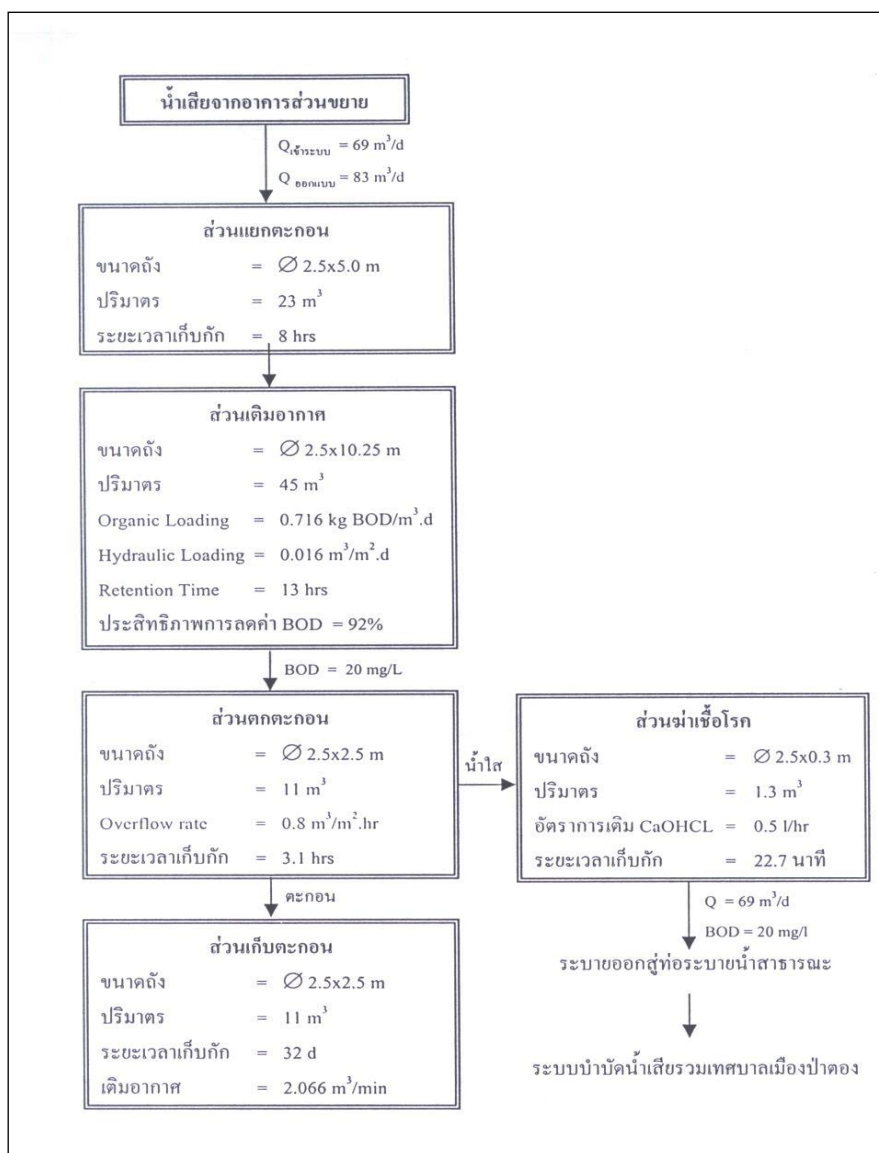 น้ำเสียจากอาคารส่วนขยาย
Qเข้าระบบ = 69 m³/d
Q ออกแบบ = 83 m³/d
ส่วนแยกตะกอน
ขนาดถัง = ∅ 2.5x5.0 m
ปริมาตร = 23 m³
ระยะเวลาเก็บกัก = 8 hrs
ส่วนเติมอากาศ
ขนาดถัง = ∅ 2.5x10.25 m
ปริมาตร = 45 m³
Organic Loading = 0.716 kg BOD/m³.d
Hydraulic Loading = 0.016 m³/m².d
Retention Time = 13 hrs
ประสิทธิภาพการลดค่า BOD = 92%
BOD = 20 mg/L
ส่วนตกตะกอน
ขนาดถัง = ∅ 2.5x2.5 m
ปริมาตร = 11 m³
Overflow rate = 0.8 m³/m².hr
ระยะเวลาเก็บกัก = 3.1 hrs
น้ำใส
ส่วนฆ่าเชื้อโรค
ขนาดถัง = ∅ 2.5x0.3 m
ปริมาตร = 1.3 m³
อัตราการเติม CaOHCL = 0.5 l/hr
ระยะเวลาเก็บกัก = 22.7 นาที
ตะกอน
ส่วนเก็บตะกอน
ขนาดถัง = ∅ 2.5x2.5 m
ปริมาตร = 11 m³
ระยะเวลาเก็บกัก = 32 d
เติมอากาศ = 2.066 m³/min
Q = 69 m³/d
BOD = 20 mg/l
ระบายออกสู่ท่อระบายน้ำสาธารณะ
ระบบบำบัดน้ำเสียรวมเทศบาลเมืองป่าตอง